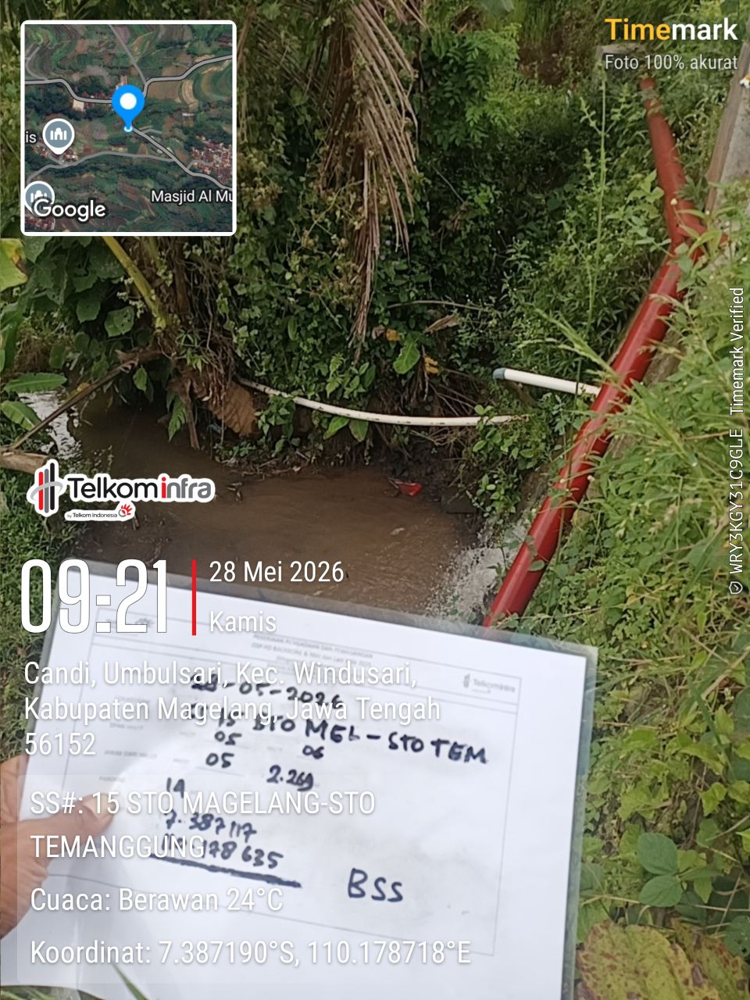 Timemark
Foto 100% akurat
is
Masjid Al Mu
Google
WRY3KGY31C9GLE Timemark Verified
Telkominfra
by Telkom Indonesia
09:21
28 Mei 2026
Kamis
Candi, Umbulsari, Kec. Windusari,
Kabupaten Magelang, Jawa Tengah
56152
SS#: 15 STO MAGELANG-STO
TEMANGGUNG
Cuaca: Berawan 24°C
Koordinat: 7.387190°S, 110.178718°E
Telkominfra
28-05-2026
15 STO MEL-STO TEM
05 06
05 2.269
14
7.387117
178635
BSS